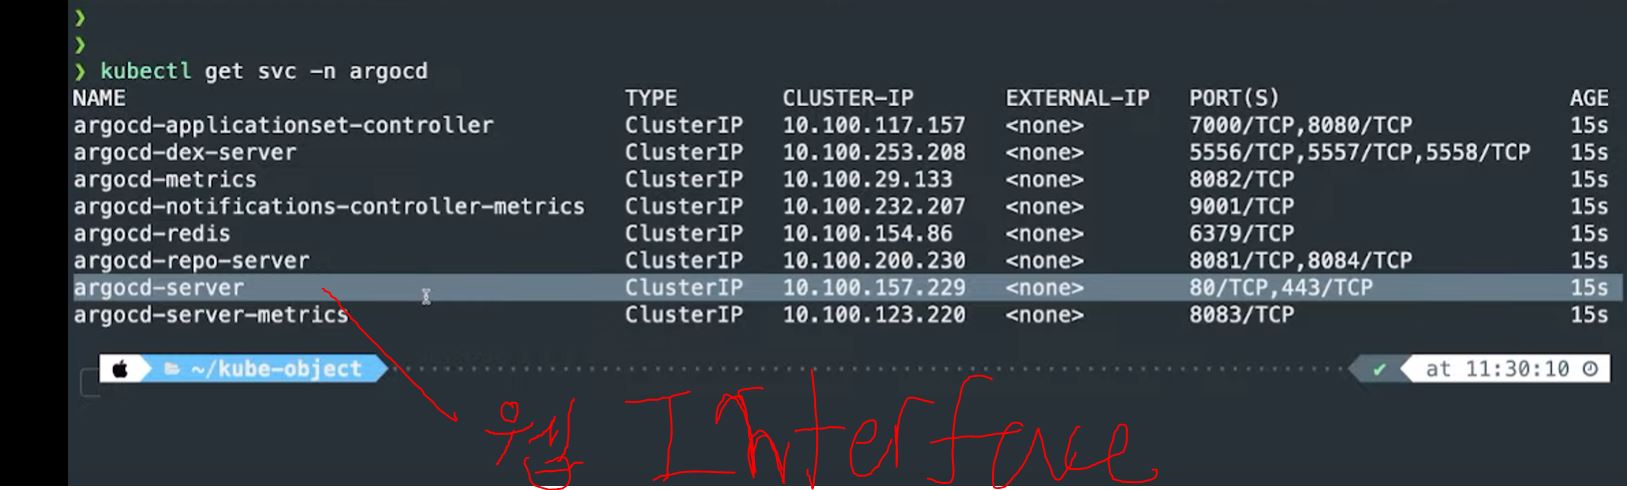 ❯
❯
❯ kubectl get svc -n argocd
NAME TYPE CLUSTER-IP EXTERNAL-IP PORT(S) AGE
argocd-applicationset-controller ClusterIP 10.100.117.157 <none> 7000/TCP,8080/TCP 15s
argocd-dex-server ClusterIP 10.100.253.208 <none> 5556/TCP,5557/TCP,5558/TCP 15s
argocd-metrics ClusterIP 10.100.29.133 <none> 8082/TCP 15s
argocd-notifications-controller-metrics ClusterIP 10.100.232.207 <none> 9001/TCP 15s
argocd-redis ClusterIP 10.100.154.86 <none> 6379/TCP 15s
argocd-repo-server ClusterIP 10.100.200.230 <none> 8081/TCP,8084/TCP 15s
argocd-server ClusterIP 10.100.157.229 <none> 80/TCP,443/TCP 15s
argocd-server-metrics ClusterIP 10.100.123.220 <none> 8083/TCP 15s
~/kube-object ✔ at 11:30:10
웹 Interface